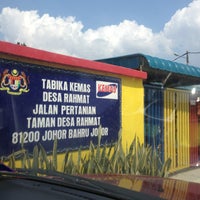 TABIKA KEMAS
DESA RAHMAT
JALAN PERTANIAN
TAMAN DESA RAHMAT
81200 JOHOR BAHRU JOHOR